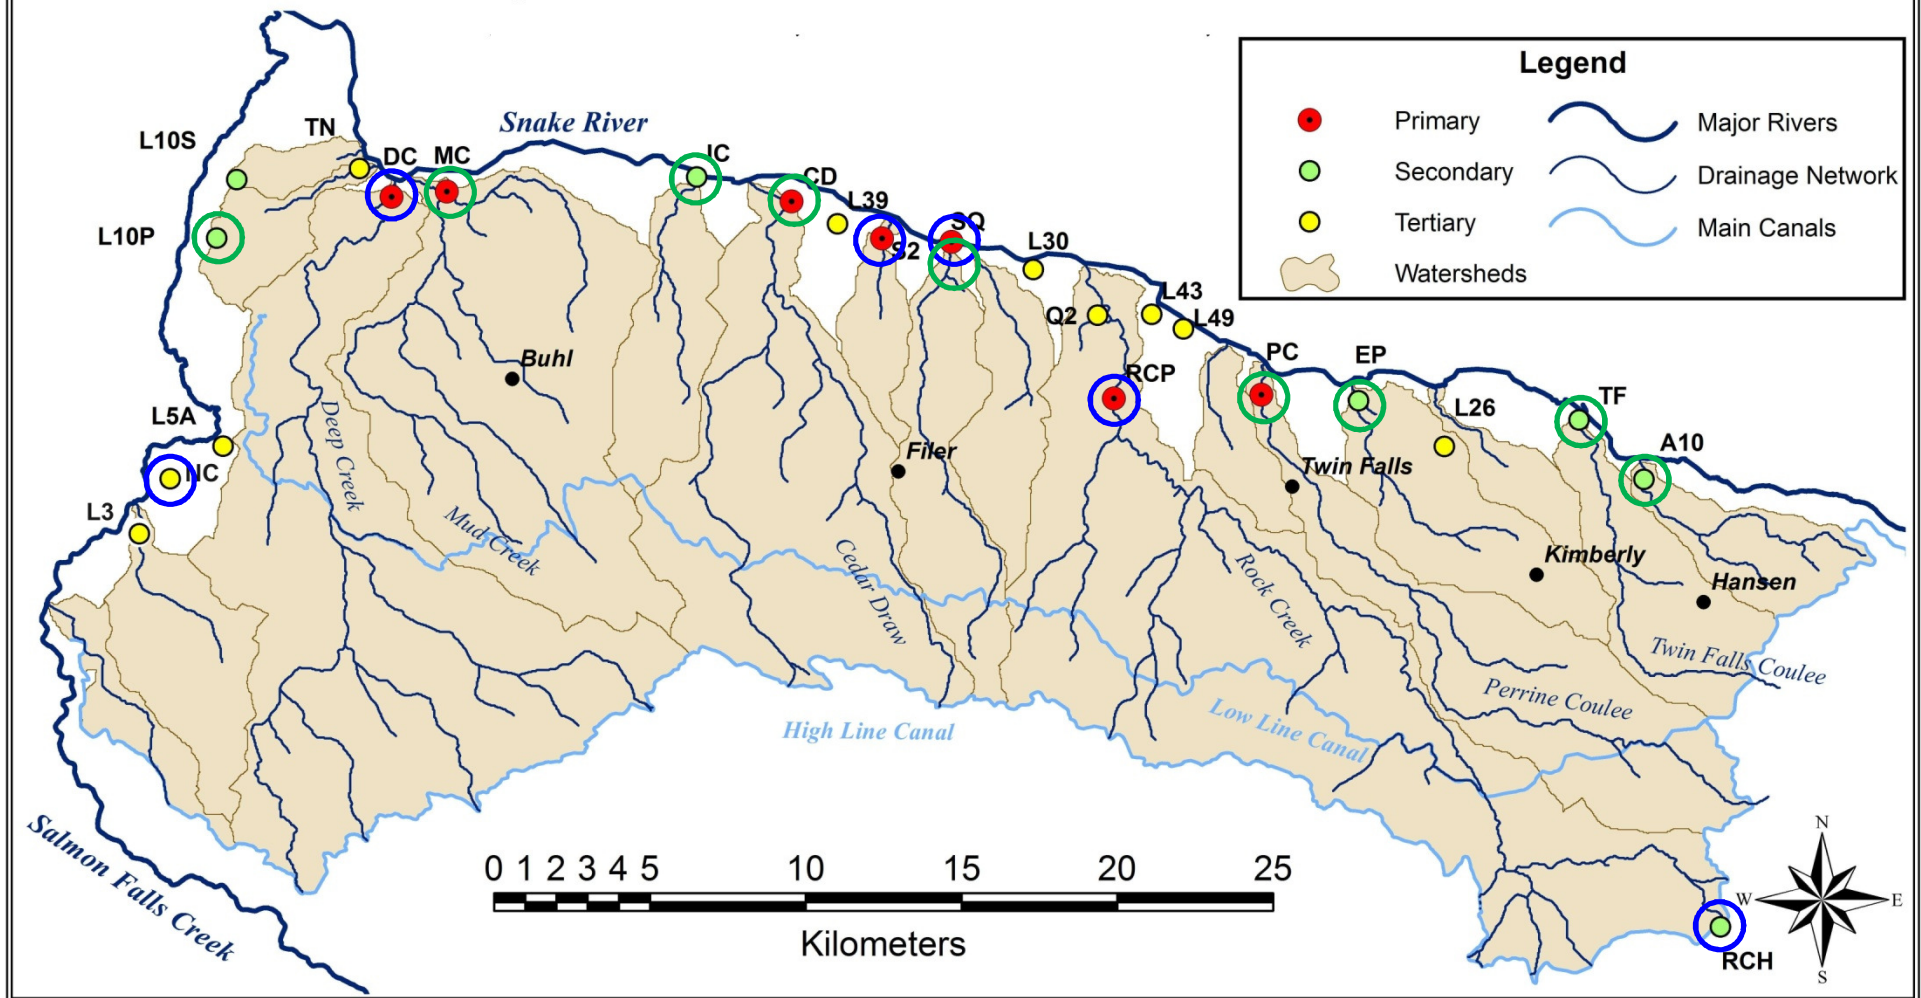 Legend
Primary
Secondary
Tertiary
Watersheds
Major Rivers
Drainage Network
Main Canals
Snake River
L10S
TN
DC
MC
IC
CD
L39
S2
SQ
L30
L10P
Q2
L43
L49
RCP
PC
EP
L26
TF
A10
L5A
NC
L3
Buhl
Filer
Twin Falls
Kimberly
Hansen
Deep Creek
Mud Creek
Cedar Draw
Rock Creek
Twin Falls Coulee
Perrine Coulee
High Line Canal
Low Line Canal
Salmon Falls Creek
0 1 2 3 4 5 10 15 20 25
Kilometers
N
W
E
S
RCH